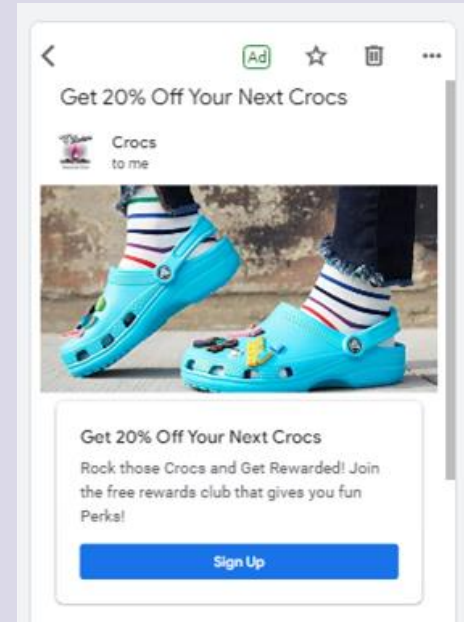 Ad
Get 20% Off Your Next Crocs
Crocs
to me
Get 20% Off Your Next Crocs
Rock those Crocs and Get Rewarded! Join
the free rewards club that gives you fun
Perks!
Sign Up